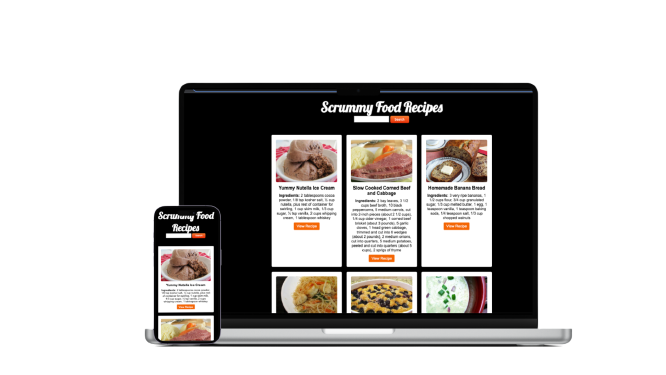 Scrummy Food Recipes
Search
Yummy Nutella Ice Cream
Ingredients: 2 tablespoons cocoa
powder, 1/8 tsp kosher salt, ½ cup
nutella, plus rest of container for
swirling, 1 cup skim milk, 1/3 cup
sugar, ½ tsp vanilla, 2 cups whipping
cream, 1 tablespoon whiskey
View Recipe
Slow Cooked Corned Beef
and Cabbage
Ingredients: 2 bay leaves, 2 1/2
cups beef broth, 10 black
peppercorns, 5 medium carrots, cut
into 3 inch pieces (about 2 1/2 cups),
1/3 cup cider vinegar, 1 corned beef
brisket (about 3 pounds), 5 garlic
cloves, 1 head green cabbage,
trimmed and cut into 6 wedges
(about 2 pounds), 2 medium onions,
cut into quarters, 5 medium potatoes,
peeled and cut into quarters (about 5
cups), 2 sprigs of thyme
View Recipe
Homemade Banana Bread
Ingredients: 3 very ripe bananas, 1
1/2 cups flour, 3/4 cup granulated
sugar, 1/3 cup melted butter, 1 egg, 1
teaspoon vanilla, 1 teaspoon baking
soda, 1/4 teaspoon salt, 1/3 cup
chopped walnuts
View Recipe
Scrummy Food
Recipes
Search
Yummy Nutella Ice Cream
View Recipe